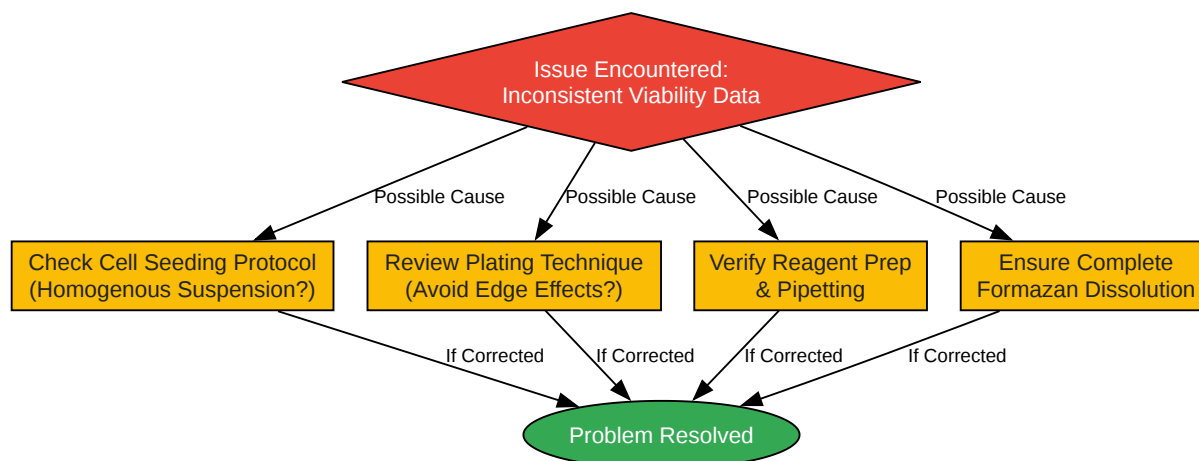 Issue Encountered:
Inconsistent Viability Data
Possible Cause
Possible Cause
Possible Cause
Possible Cause
Check Cell Seeding Protocol
(Homogenous Suspension?)
Review Plating Technique
(Avoid Edge Effects?)
Verify Reagent Prep
& Pipetting
Ensure Complete
Formazan Dissolution
If Corrected
If Corrected
If Corrected
If Corrected
Problem Resolved